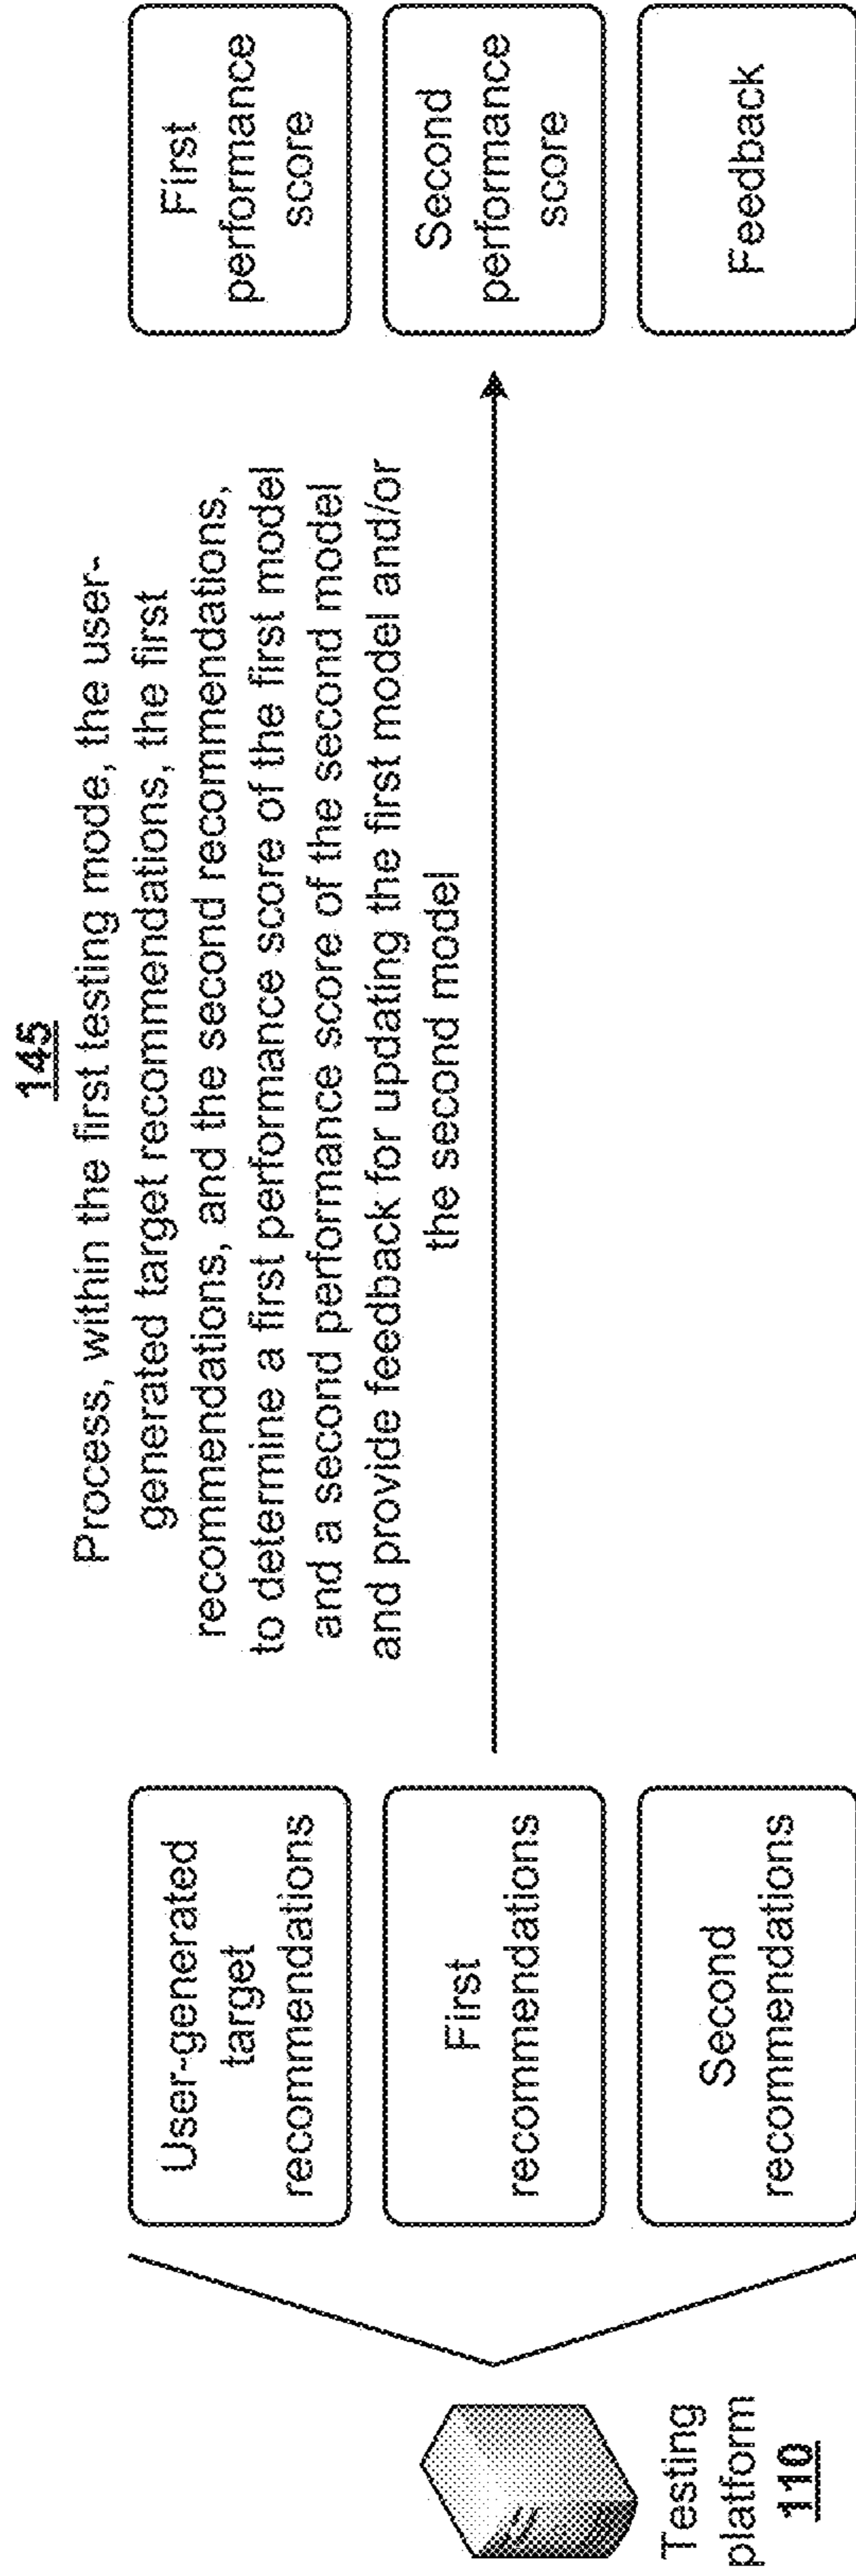 145
Process, within the first testing mode, the user-
generated target recommendations, the first
recommendations, and the second recommendations,
to determine a first performance score of the first model
and a second performance score of the second model
and provide feedback for updating the first model and/or
the second model
Testing
platform
110
User-generated
target
recommendations
First
recommendations
Second
recommendations
First
performance
score
Second
performance
score
Feedback